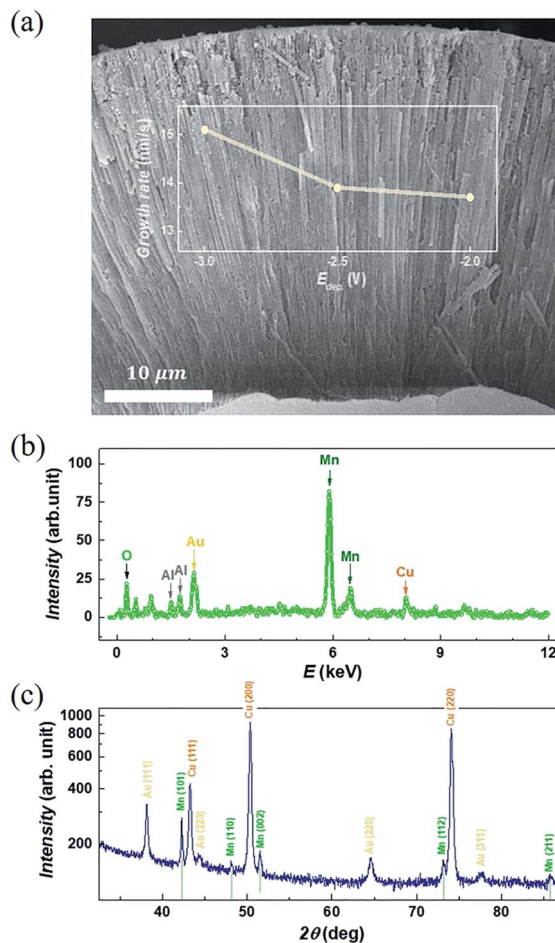 (a)
Growth rate (nm/s)
15
14
13
-3.0
-2.5
-2.0
E dep. (V)
10 μm
(b)
Intensity (arb.unit)
100
75
50
25
0
O
Al
Al
Au
Mn
Mn
Cu
0
3
6
9
12
E (keV)
(c)
Intensity (arb. unit)
1000
800
600
400
200
Au (111)
Mn (101)
Cu (111)
Au (220)
Mn (110)
Cu (200)
Mn (002)
Au (220)
Mn (112)
Cu (220)
Au (311)
Mn (211)
40
50
60
70
80
2θ (deg)